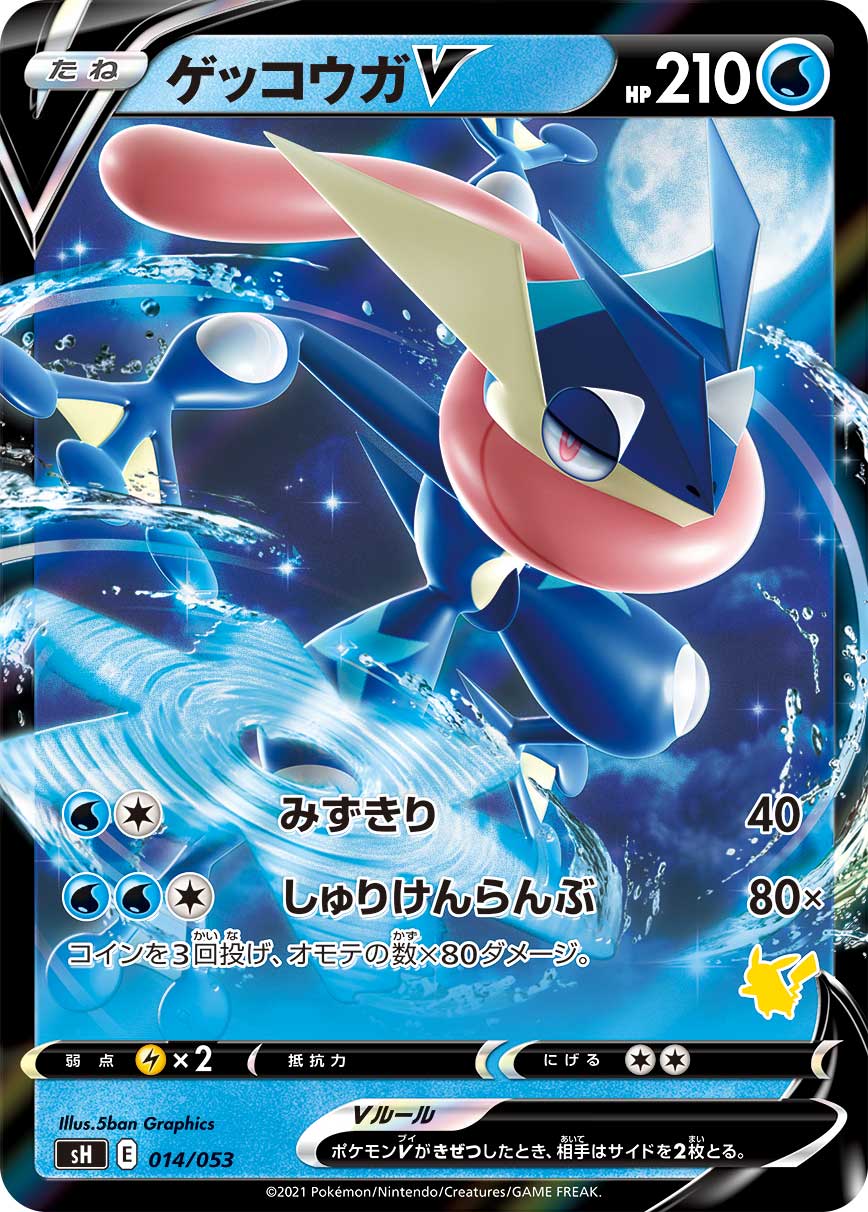 たね
ゲッコウガV
HP 210
みずきり 40
しゅりけんらんぶ 80×
コインを3回投げ、オモテの数×80ダメージ。
弱点 ×2 抵抗力 にげる
Illus.5ban Graphics
Vルール
ポケモンVがきぜつしたとき、相手はサイドを2枚とる。
sH E 014/053
©2021 Pokémon/Nintendo/Creatures/GAME FREAK.